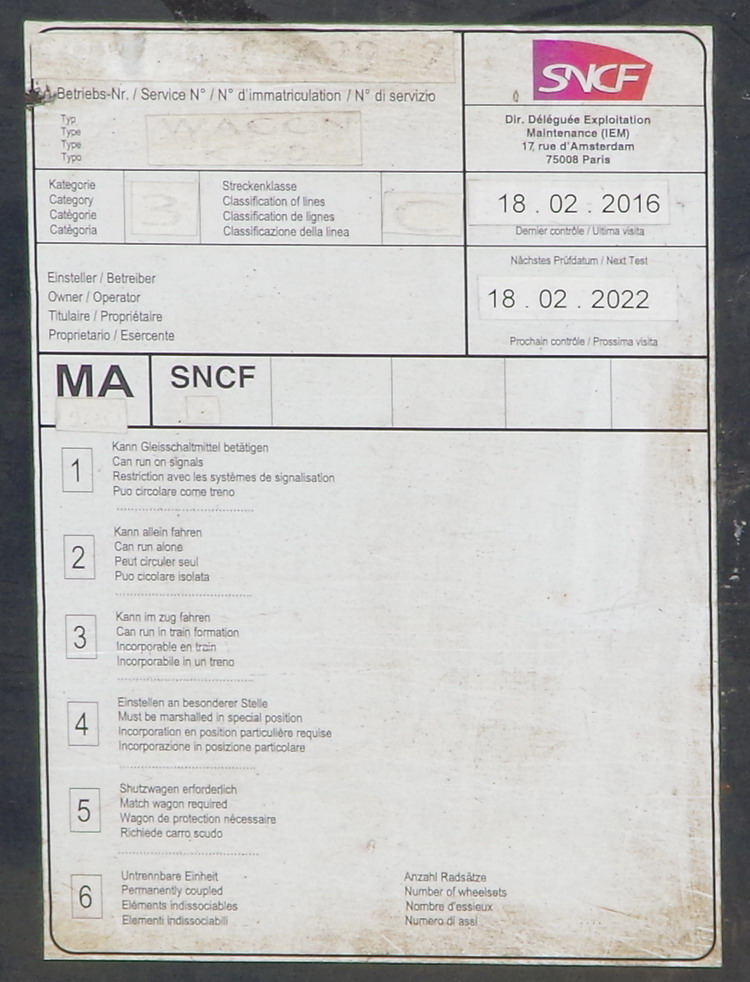 Betriebs-Nr. / Service N° / N° d'immatriculation / N° di servizio
Typ
Type
Type
Typo
WAGON
SNCF
Dir. Déléguée Exploitation
Maintenance (IEM)
17, rue d'Amsterdam
75008 Paris
Kategorie
Category
Catégorie
Catègoria
3
Streckenklasse
Classification of lines
Classification de lignes
Classificazione della linea
C
18 . 02 . 2016
Dernier contrôle / Ultima visita
Einsteller / Betreiber
Owner / Operator
Titulaire / Propriétaire
Proprietario / Esercente
Nächstes Prüfdatum / Next Test
18 . 02 . 2022
Prochain contrôle / Prossima visita
MA
SNCF
1
Kann Gleisschaltmittel betätigen
Can run on signals
Restriction avec les systèmes de signalisation
Puo circolare come treno
2
Kann allein fahren
Can run alone
Peut circuler seul
Puo cicolare isolata
3
Kann im zug fahren
Can run in train formation
Incorporable en train
Incorporabile in un treno
4
Einstellen an besonderer Stelle
Must be marshalled in special position
Incorporation en position particulière requise
Incorporazione in posizione particolare
5
Shutzwagen erforderlich
Match wagon required
Wagon de protection nécessaire
Richiede carro scudo
6
Untrennbare Einheit
Permanently coupled
Eléments indissociables
Elementi indissociabili
Anzahl Radsätze
Number of wheelsets
Nombre d'essieux
Numero di assi